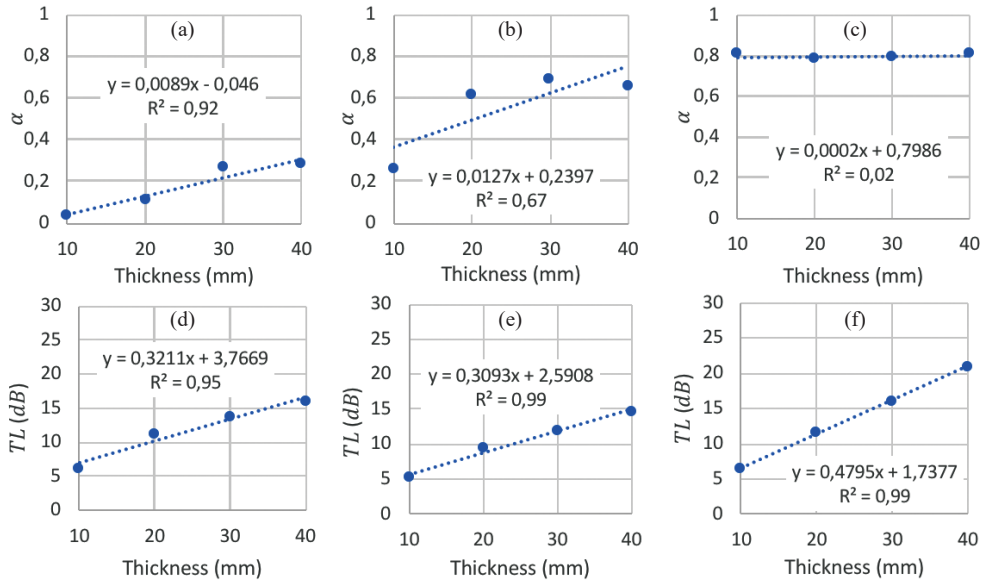 (a)
1
0,8
0,6
0,4
0,2
0
α
y = 0,0089x - 0,046
R² = 0,92
10 20 30 40
Thickness (mm)
(b)
1
0,8
0,6
0,4
0,2
0
α
y = 0,0127x + 0,2397
R² = 0,67
10 20 30 40
Thickness (mm)
(c)
1
0,8
0,6
0,4
0,2
0
α
y = 0,0002x + 0,7986
R² = 0,02
10 20 30 40
Thickness (mm)
(d)
30
25
20
15
10
5
0
TL (dB)
y = 0,3211x + 3,7669
R² = 0,95
10 20 30 40
Thickness (mm)
(e)
30
25
20
15
10
5
0
TL (dB)
y = 0,3093x + 2,5908
R² = 0,99
10 20 30 40
Thickness (mm)
(f)
30
25
20
15
10
5
0
TL (dB)
y = 0,4795x + 1,7377
R² = 0,99
10 20 30 40
Thickness (mm)